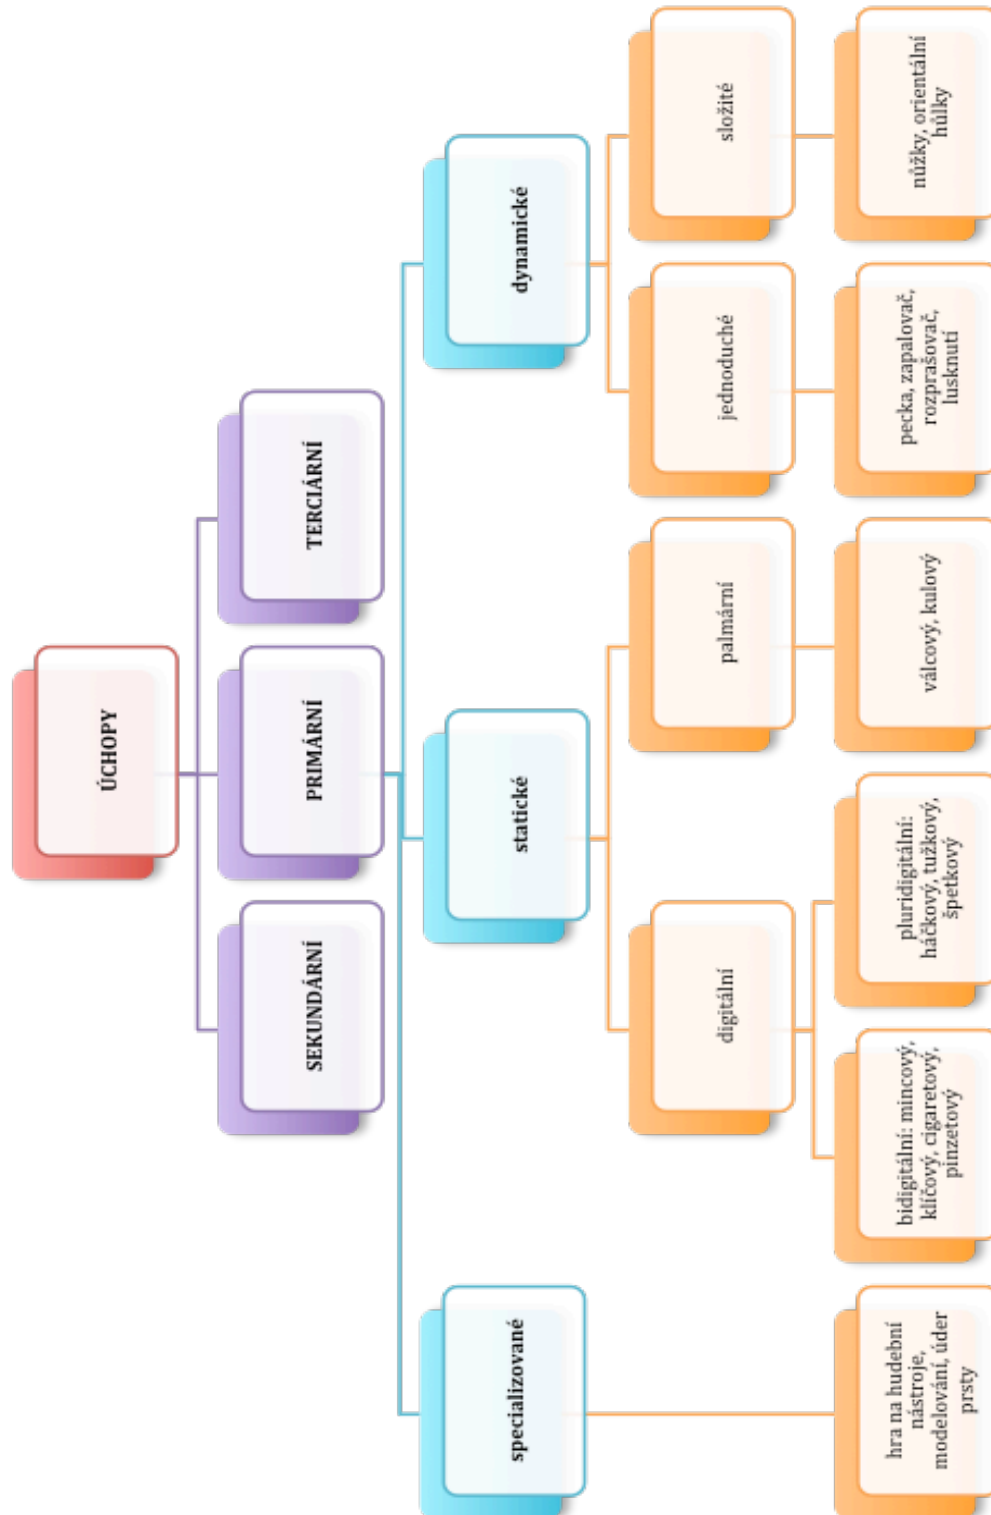 ÚCHOPY
SEKUNDÁRNÍ
PRIMÁRNÍ
TERCIÁRNÍ
specializované
statické
dynamické
digitální
palmární
jednoduché
složité
hra na hudební
nástroje,
modelování, úder
prsty
bidigitální: mincový,
klíčový, cigaretový,
pinzetový
pluridigitální:
háčkový, tužkový,
špetkový
válcový, kulový
pecka, zapalovač,
rozprašovač,
lusknutí
nůžky, orientální
hůlky